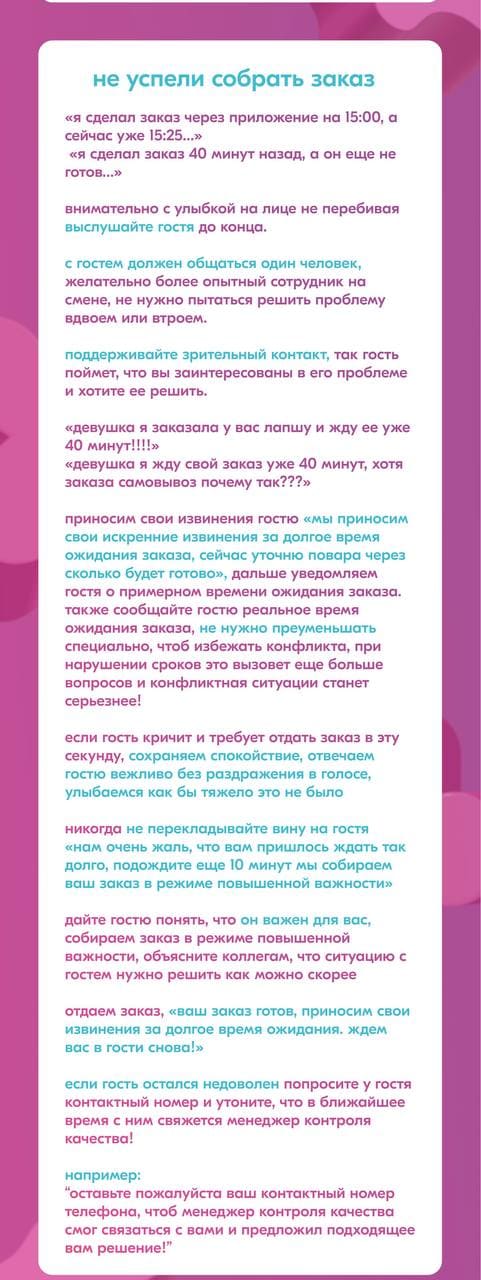 не успели собрать заказ
«я сделал заказ через приложение на 15:00, а
сейчас уже 15:25...»
«я сделал заказ 40 минут назад, а он еще не
готов...»
внимательно с улыбкой на лице не перебивая
выслушайте гостя до конца.
с гостем должен общаться один человек,
желательно более опытный сотрудник на
смене, не нужно пытаться решить проблему
вдвоем или втроем.
поддерживайте зрительный контакт, так гость
поймет, что вы заинтересованы в его проблеме
и хотите ее решить.
«девушка я заказала у вас лапшу и жду ее уже
40 минут!!!!»
«девушка я жду свой заказ уже 40 минут, хотя
заказа самовывоз почему так???»
приносим свои извинения гостю «мы приносим
свои искренние извинения за долгое время
ожидания заказа, сейчас уточню повара через
сколько будет готово», дальше уведомляем
гостя о примерном времени ожидания заказа.
также сообщайте гостю реальное время
ожидания заказа, не нужно преуменьшать
специально, чтоб избежать конфликта, при
нарушении сроков это вызовет еще больше
вопросов и конфликтная ситуации станет
серьезнее!
если гость кричит и требует отдать заказ в эту
секунду, сохраняем спокойствие, отвечаем
гостю вежливо без раздражения в голосе,
улыбаемся как бы тяжело это не было
никогда не перекладывайте вину на гостя
«нам очень жаль, что вам пришлось ждать так
долго, подождите еще 10 минут мы собираем
ваш заказ в режиме повышенной важности»
дайте гостю понять, что он важен для вас,
собираем заказ в режиме повышенной
важности, объясните коллегам, что ситуацию с
гостем нужно решить как можно скорее
отдаем заказ, «ваш заказ готов, приносим свои
извинения за долгое время ожидания. ждем
вас в гости снова!»
если гость остался недоволен попросите у гостя
контактный номер и утоните, что в ближайшее
время с ним свяжется менеджер контроля
качества!
например:
“оставьте пожалуйста ваш контактный номер
телефона, чтоб менеджер контроля качества
смог связаться с вами и предложил подходящее
вам решение!”